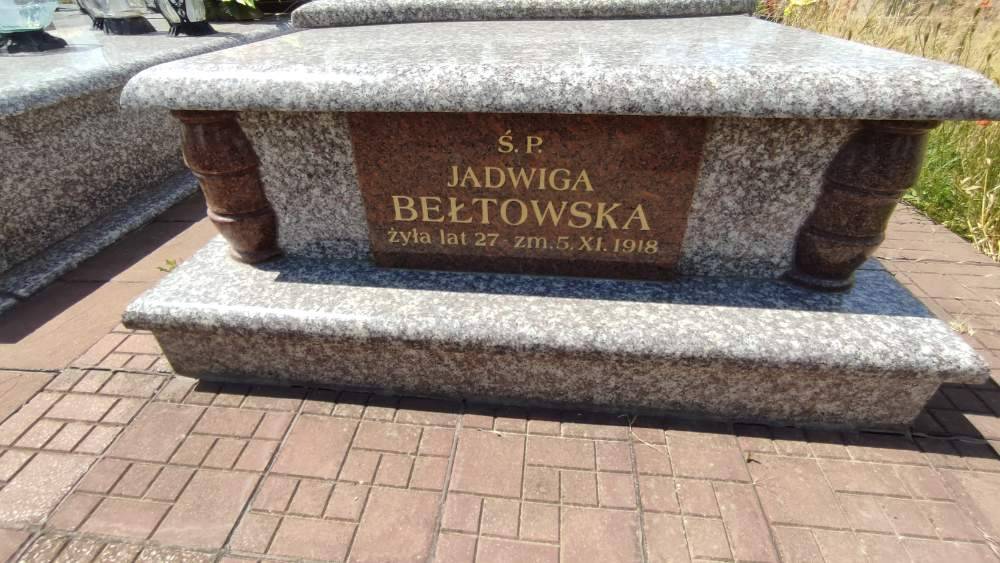 Ś. P.
JADWIGA
BEŁTOWSKA
żyła lat 27 zm. 5. XI. 1918